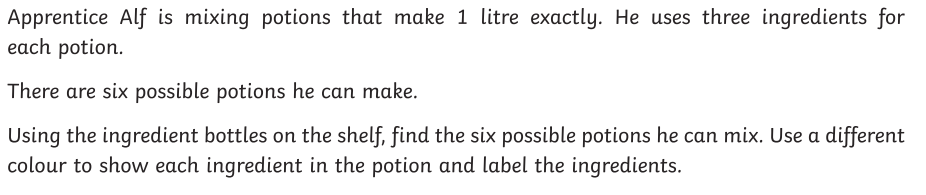 Apprentice Alf is mixing potions that make 1 litre exactly. He uses three ingredients for
each potion.
There are six possible potions he can make.
Using the ingredient bottles on the shelf, find the six possible potions he can mix. Use a different
colour to show each ingredient in the potion and label the ingredients.